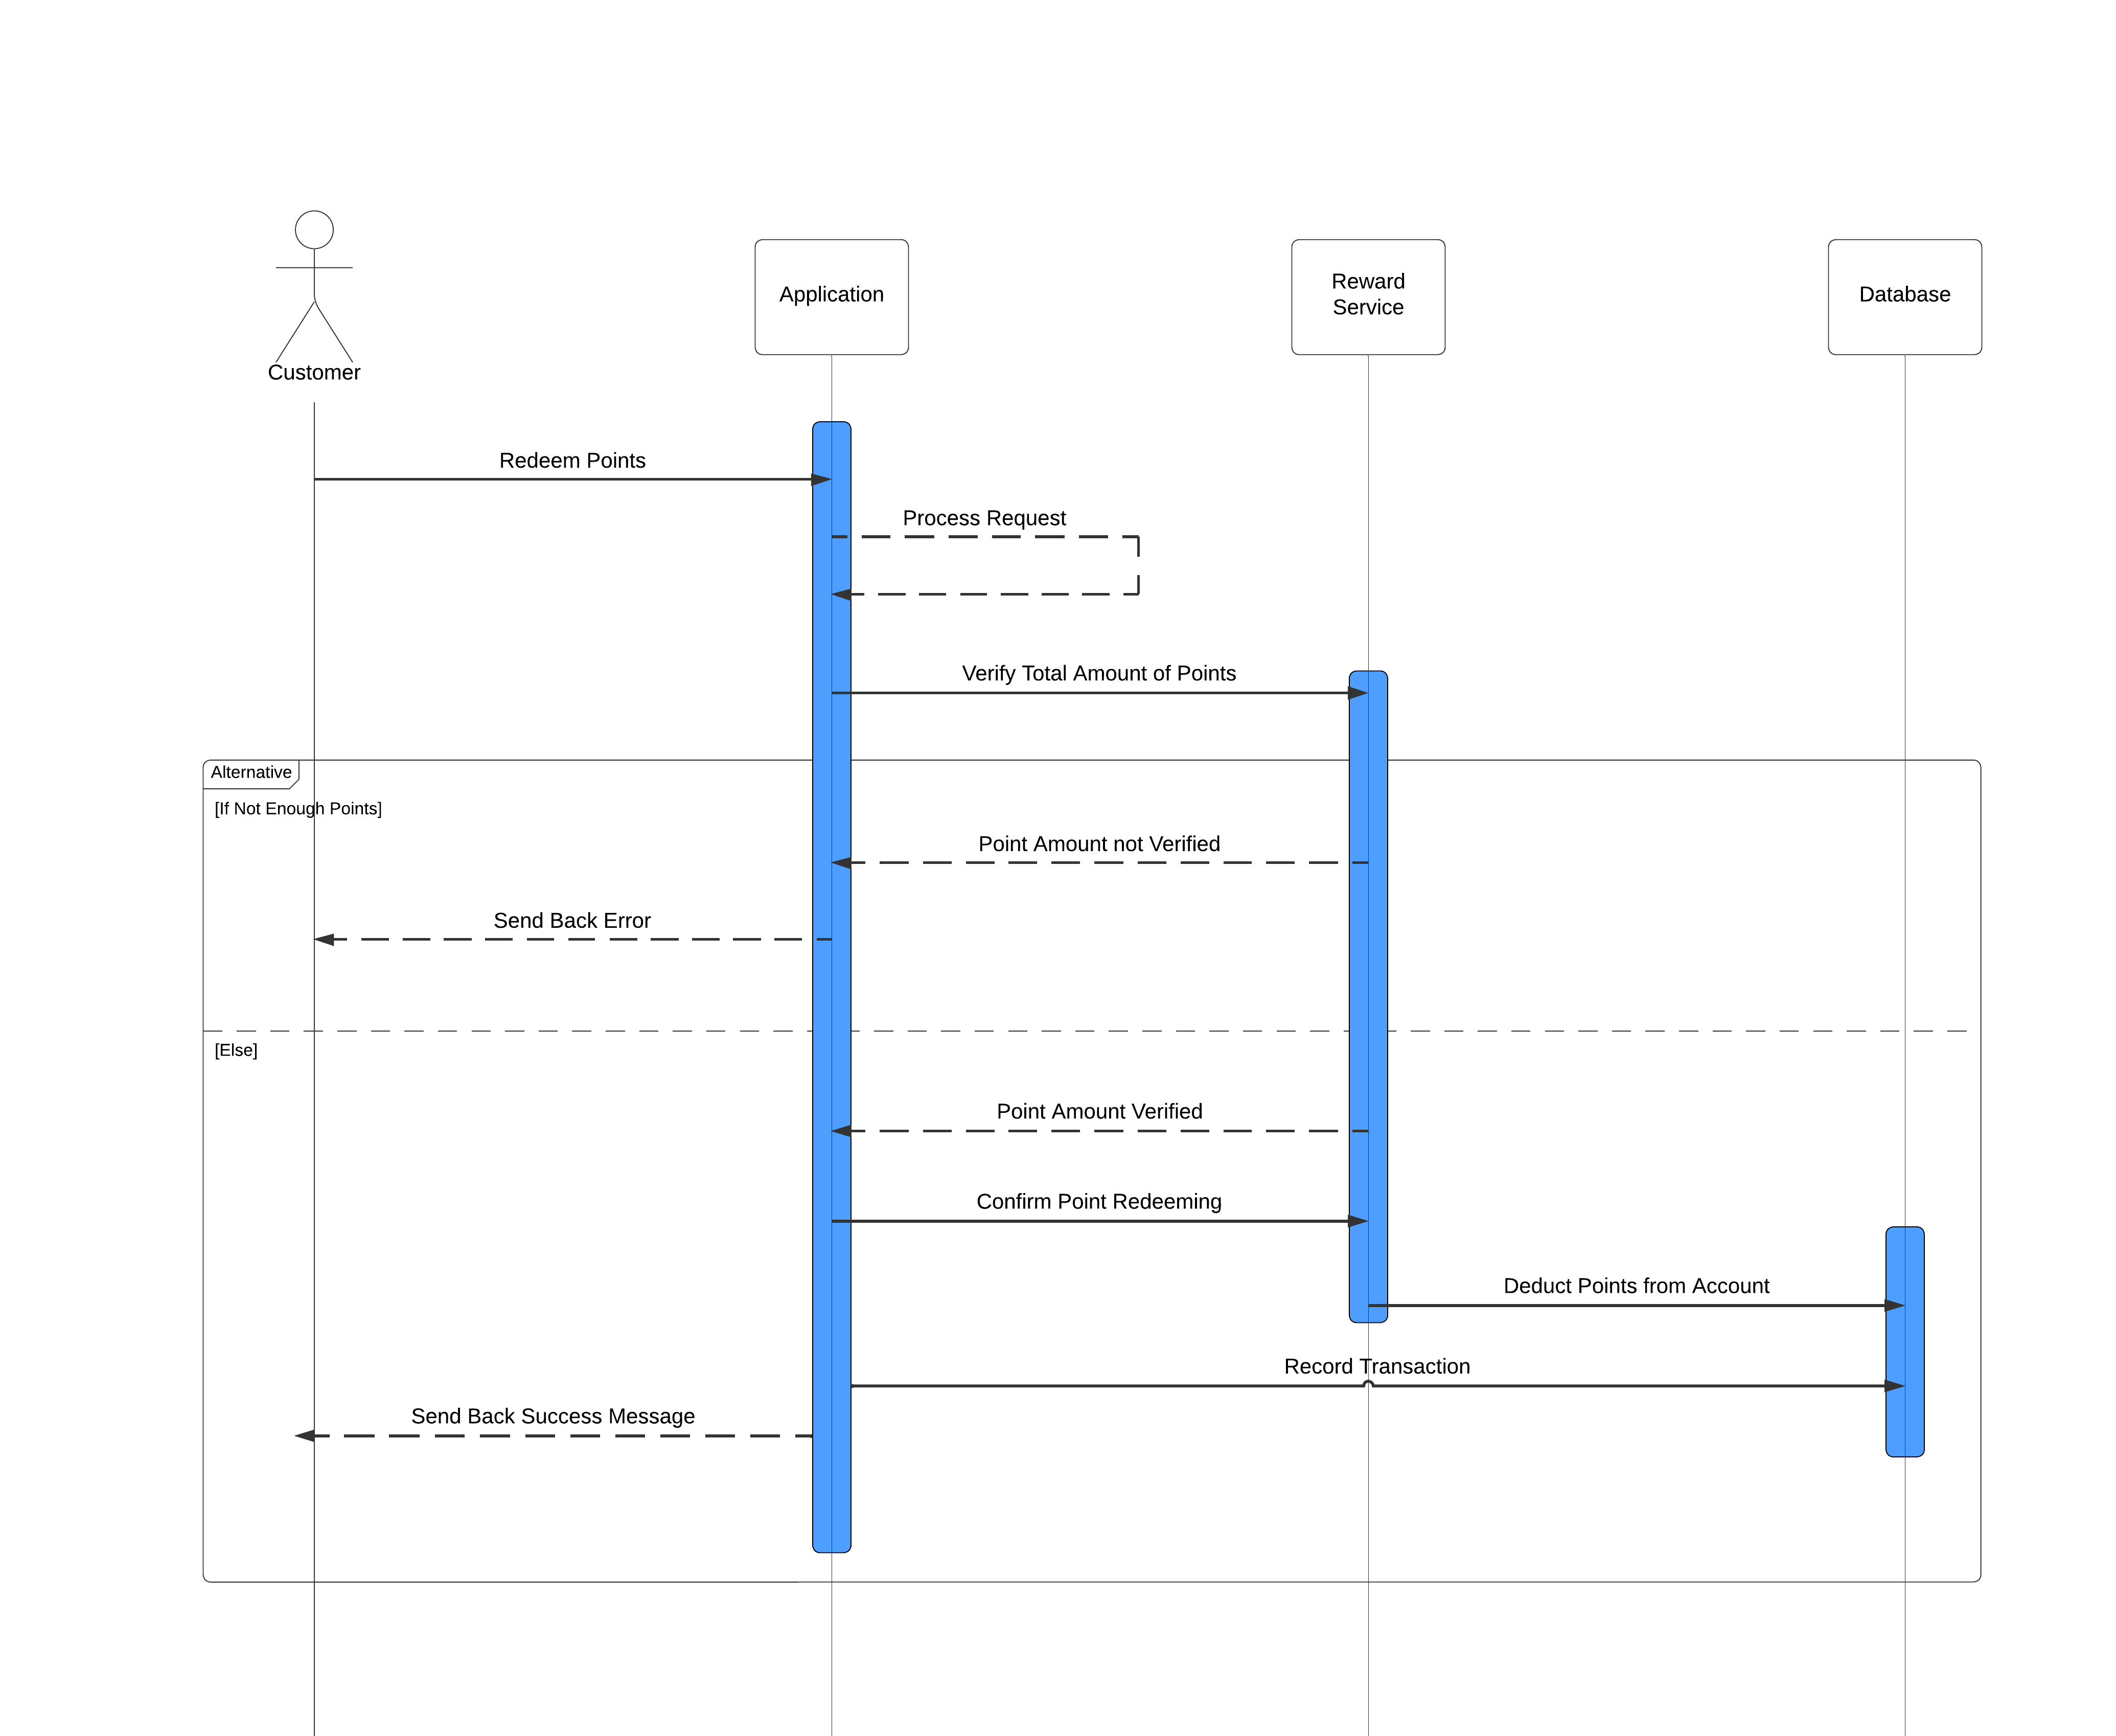 Customer
Application
Reward
Service
Database
Redeem Points
Process Request
Verify Total Amount of Points
Alternative
[If Not Enough Points]
Point Amount not Verified
Send Back Error
[Else]
Point Amount Verified
Confirm Point Redeeming
Deduct Points from Account
Record Transaction
Send Back Success Message